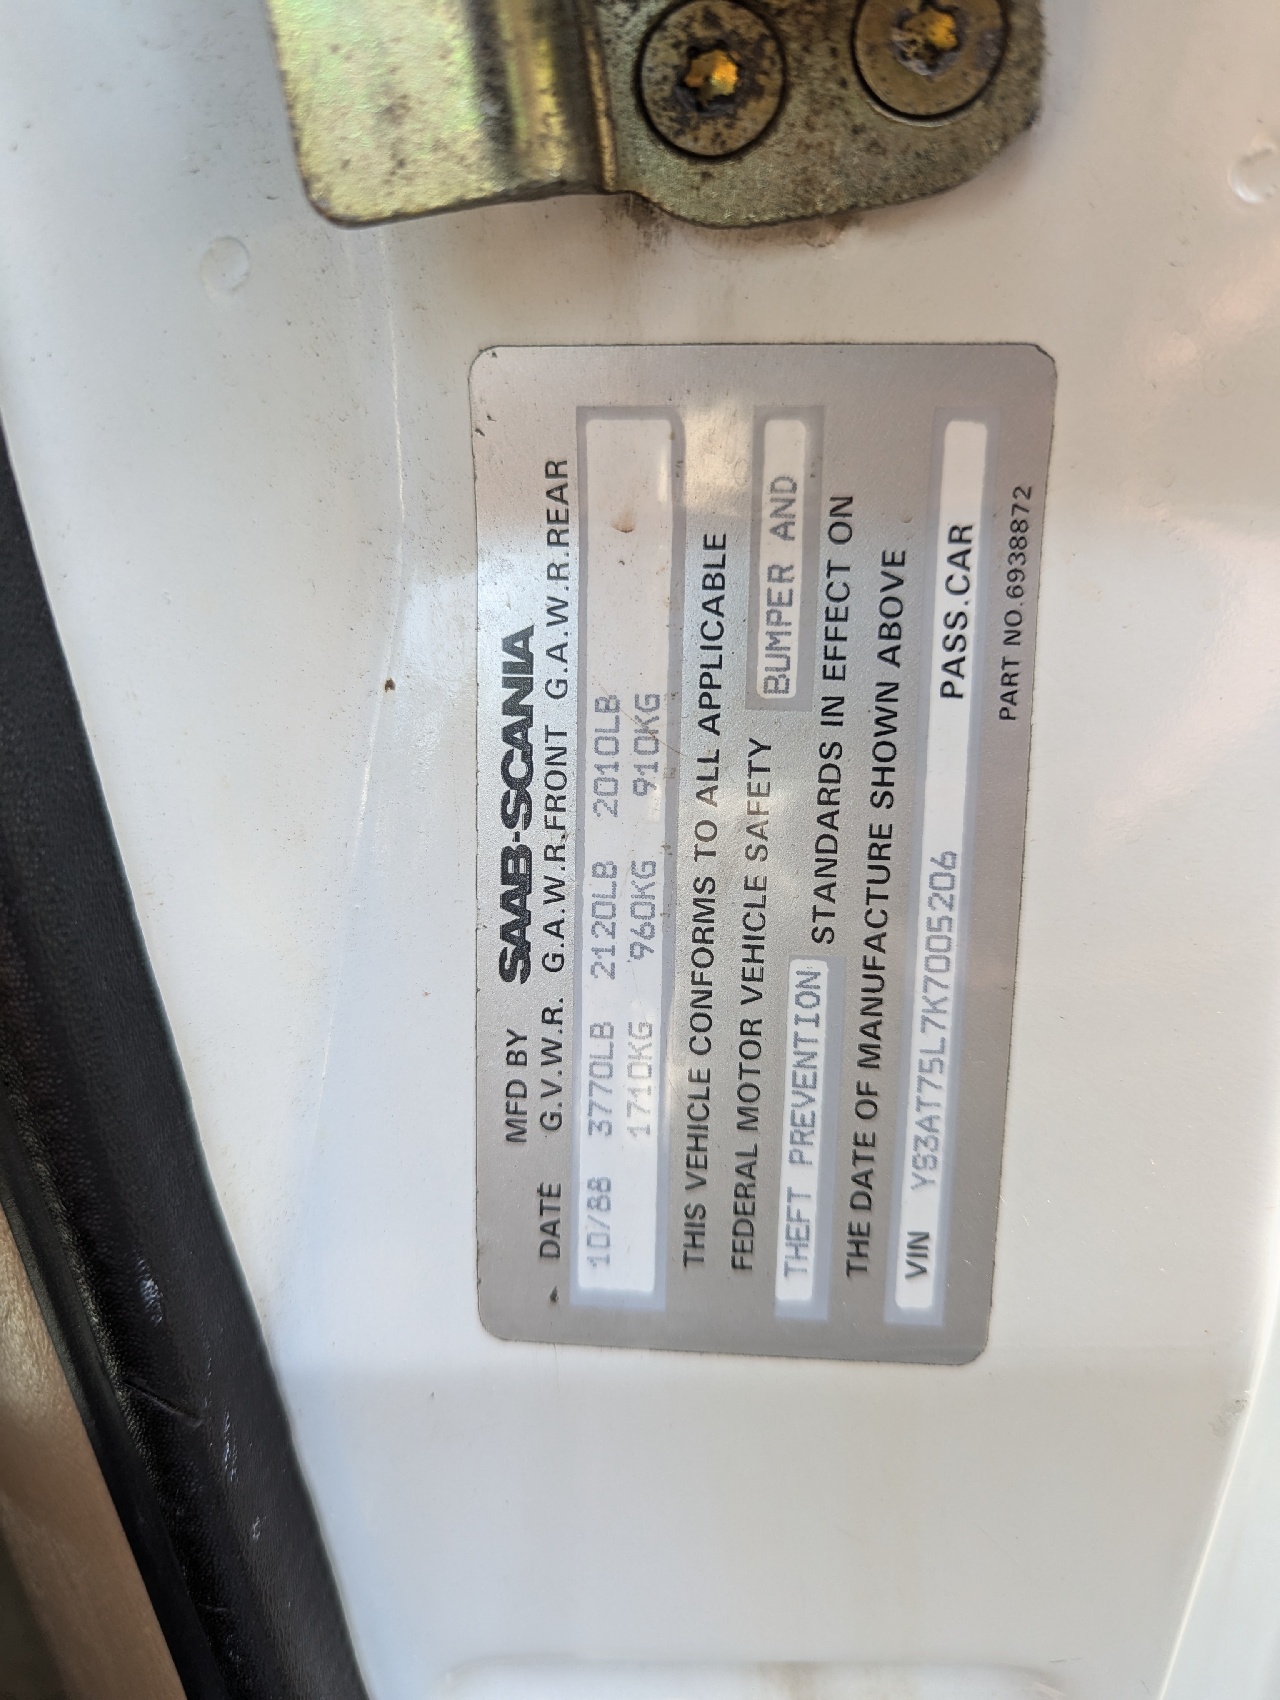 MFD BY SAAB-SCANIA
DATE G.V.W.R. G.A.W.R.FRONT G.A.W.R.REAR
10/88 3770LB 2120LB 2010LB
1710KG 960KG 910KG
THIS VEHICLE CONFORMS TO ALL APPLICABLE
FEDERAL MOTOR VEHICLE SAFETY BUMPER AND
THEFT PREVENTION STANDARDS IN EFFECT ON
THE DATE OF MANUFACTURE SHOWN ABOVE
VIN YS3AT75L7K7005206 PASS.CAR
PART NO.6938872